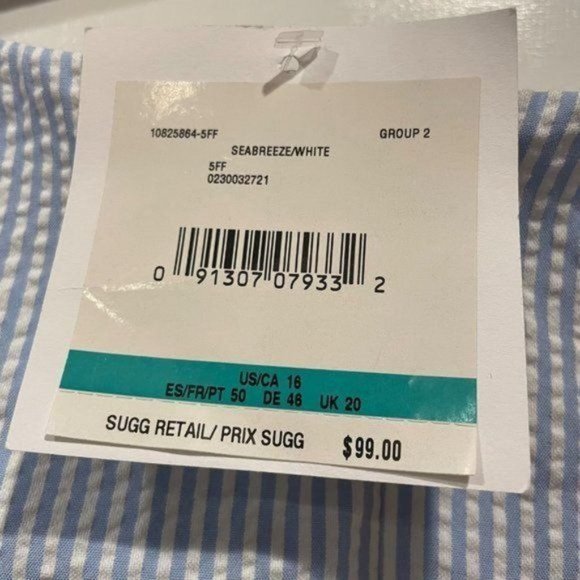 10825864-5FF GROUP 2
SEABREEZE/WHITE
5FF
0230032721
0 91307 07933 2
US/CA 16
ES/FR/PT 50 DE 46 UK 20
SUGG RETAIL/ PRIX SUGG $99.00